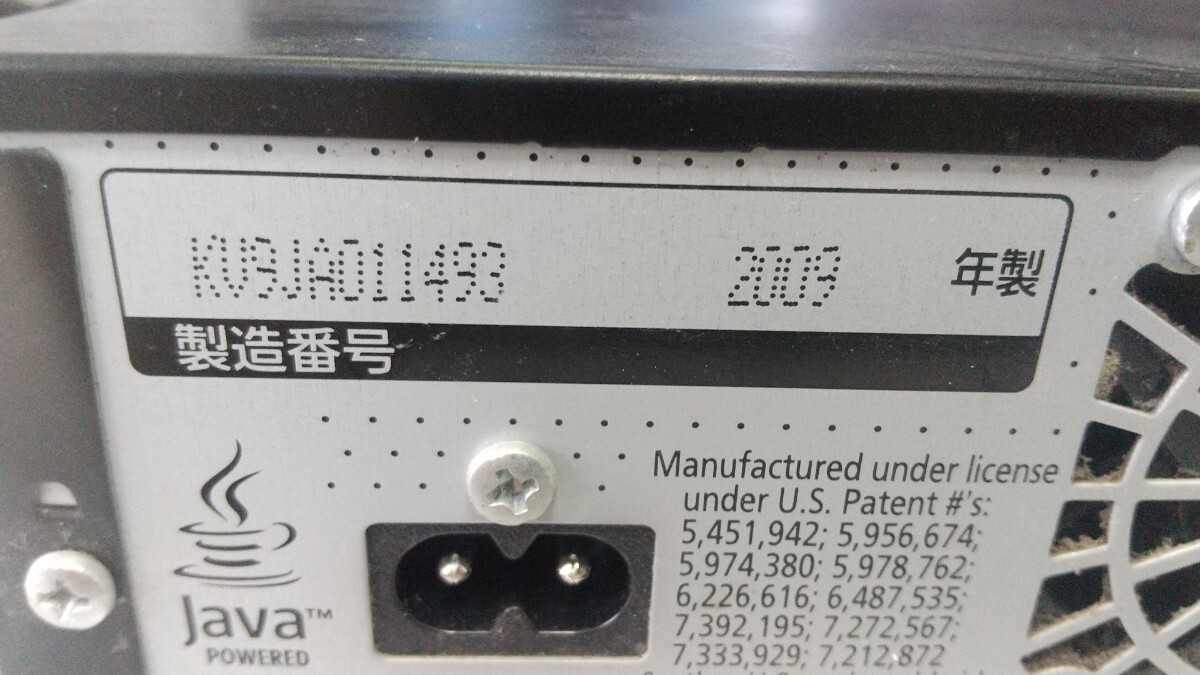 KV9JA011493 2009 年製
製造番号
Java™
POWERED
Manufactured under license
under U.S. Patent #'s:
5,451,942; 5,956,674;
5,974,380; 5,978,762;
6,226,616; 6,487,535;
7,392,195; 7,272,567;
7,333,929; 7,212,872